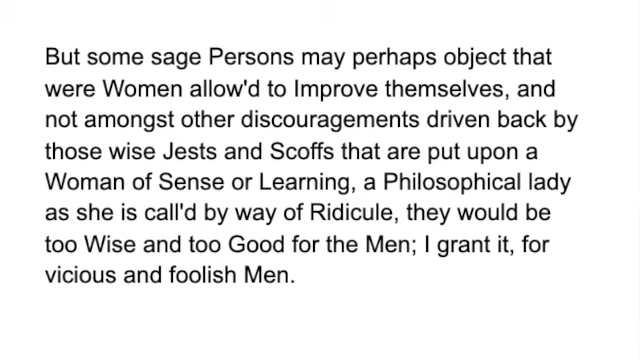 But some sage Persons may perhaps object that
were Women allow'd to Improve themselves, and
not amongst other discouragements driven back by
those wise Jests and Scoffs that are put upon a
Woman of Sense or Learning, a Philosophical lady
as she is call'd by way of Ridicule, they would be
too Wise and too Good for the Men; I grant it, for
vicious and foolish Men.